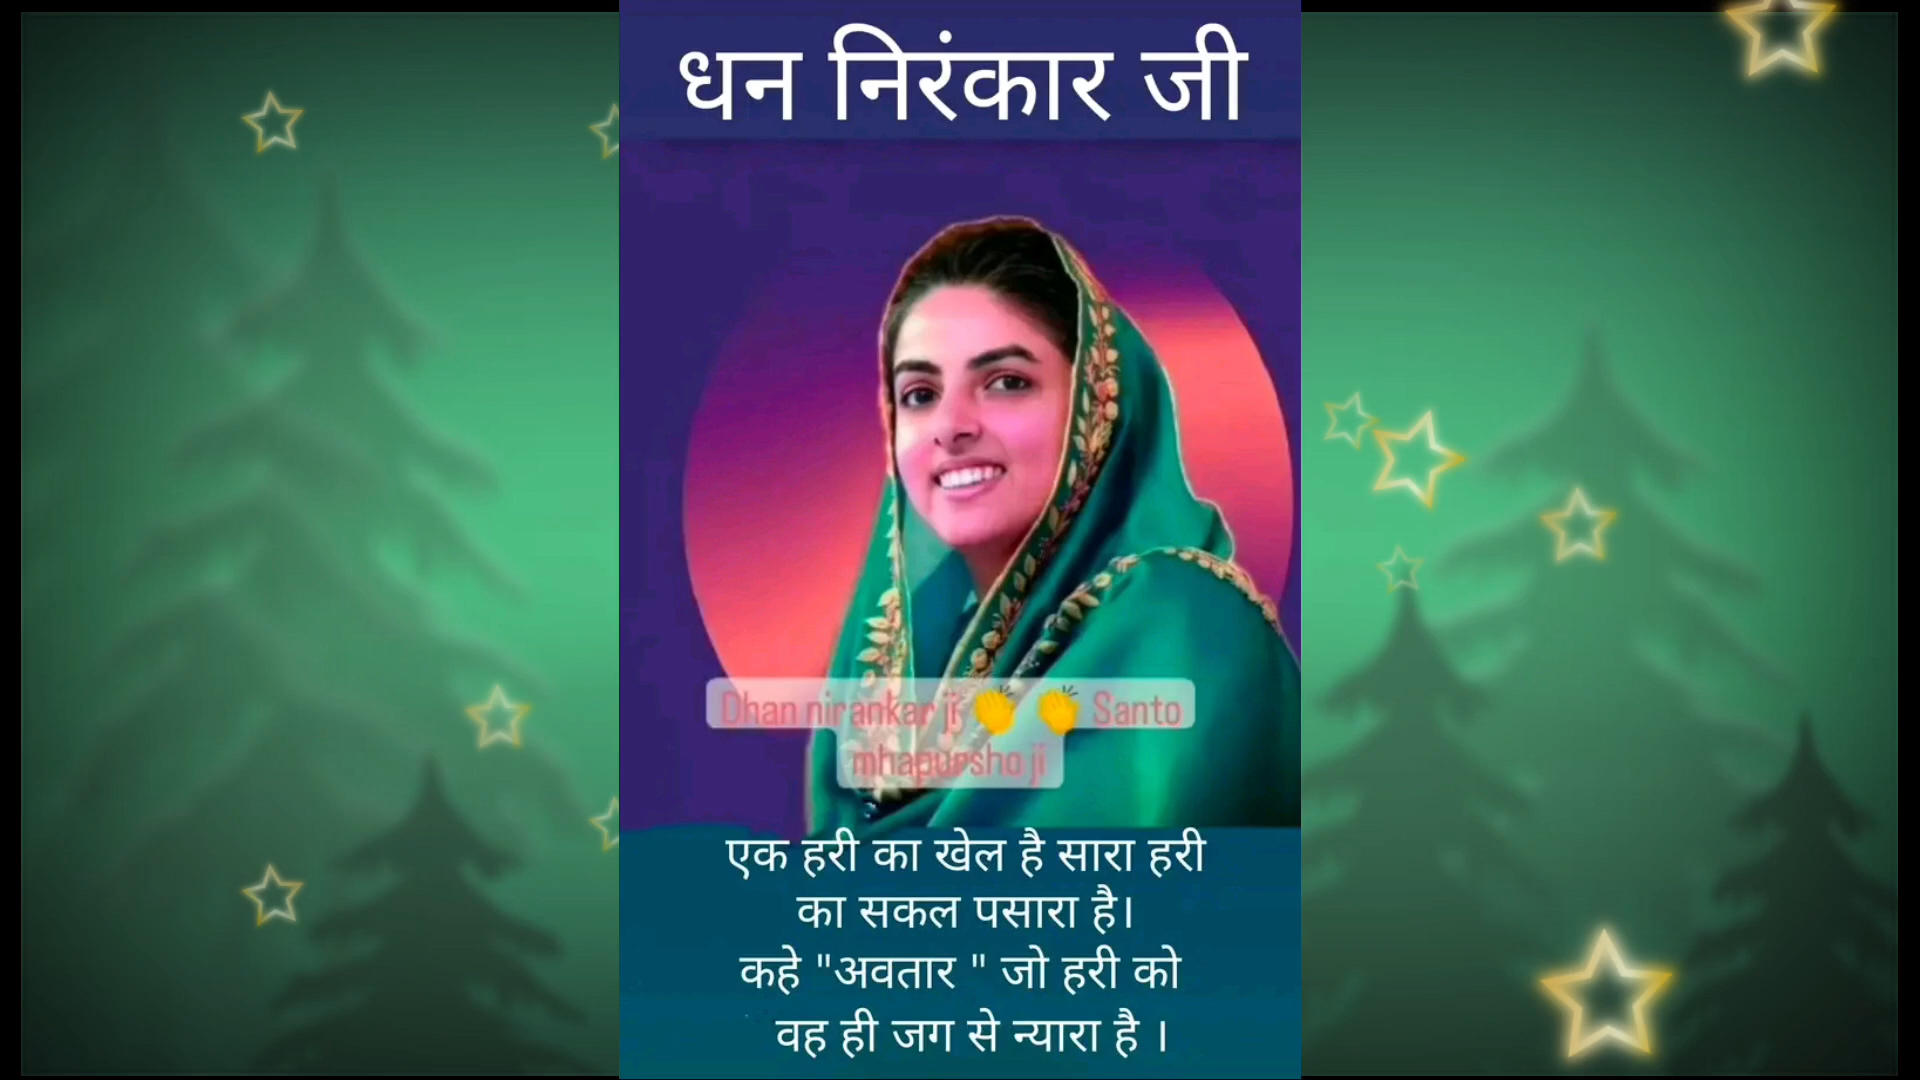 धन निरंकार जी
Dhan nirankar ji 👏 👏 Santo
mhapursho ji
एक हरी का खेल है सारा हरी
का सकल पसारा है।
कहे "अवतार " जो हरी को
वह ही जग से न्यारा है ।